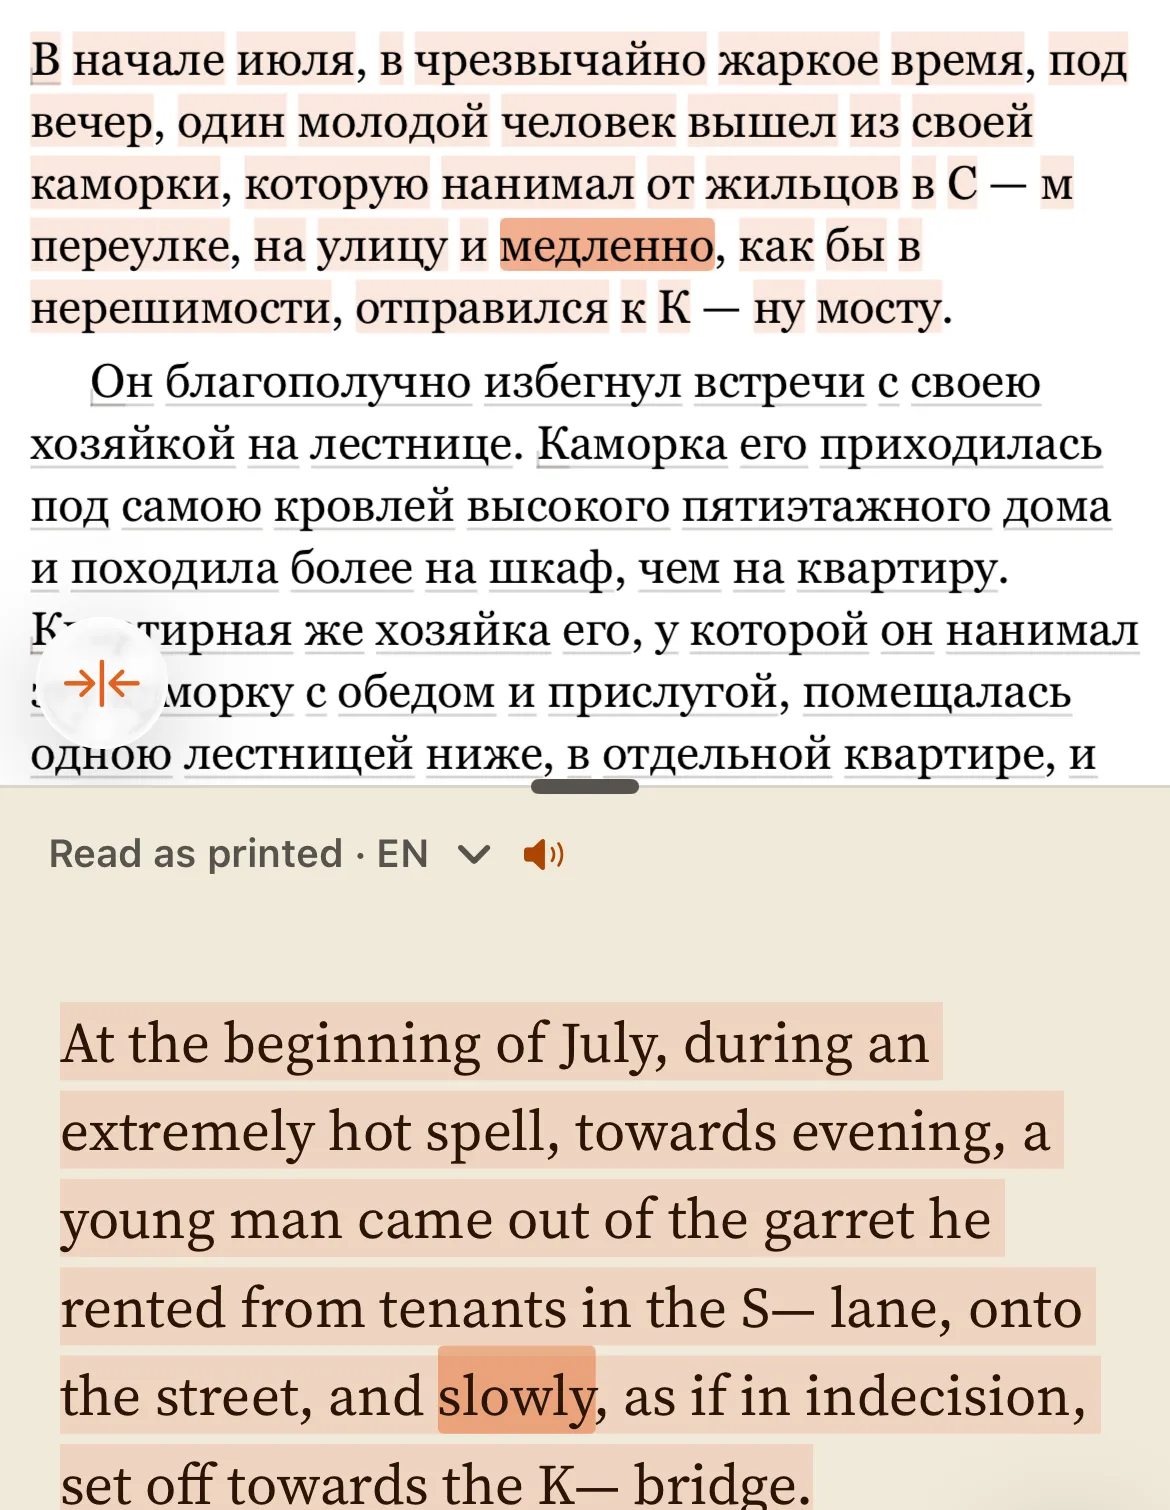 В начале июля, в чрезвычайно жаркое время, под
вечер, один молодой человек вышел из своей
каморки, которую нанимал от жильцов в С — м
переулке, на улицу и медленно, как бы в
нерешимости, отправился к К — ну мосту.
Он благополучно избегнул встречи с своею
хозяйкой на лестнице. Каморка его приходилась
под самою кровлей высокого пятиэтажного дома
и походила более на шкаф, чем на квартиру.
же хозяйка его, у которой он нанимал
с обедом и прислугой, помещалась
одною лестницей ниже, в отдельной квартире, и
Read as printed · EN
At the beginning of July, during an
extremely hot spell, towards evening, a
young man came out of the garret he
rented from tenants in the S— lane, onto
the street, and slowly, as if in indecision,
set off towards the K— bridge.